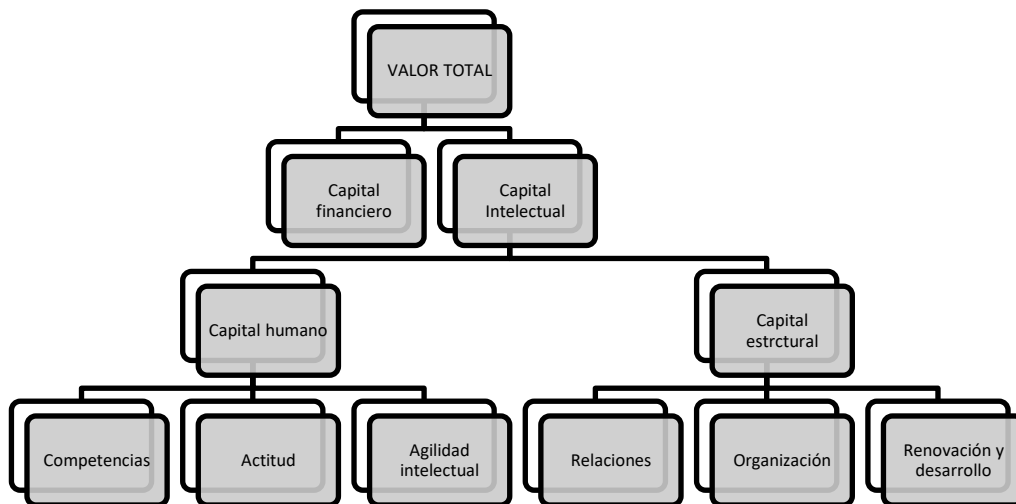 VALOR TOTAL
Capital
financiero
Capital
Intelectual
Capital humano
Capital
estrctural
Competencias
Actitud
Agilidad
intelectual
Relaciones
Organización
Renovación y
desarrollo